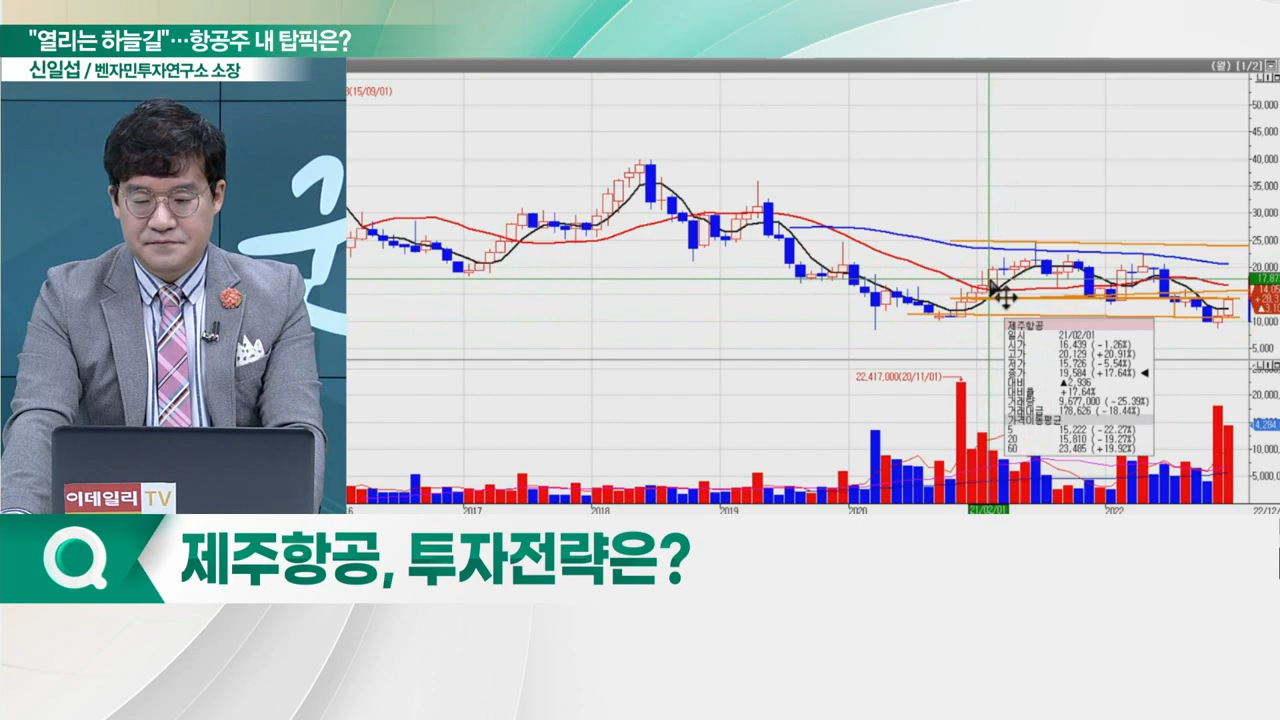 "열리는 하늘길"…항공주 내 탑픽은?
신일섭 / 벤자민투자연구소 소장
(월) [1/2]
(15/09/01)
50,000
40,000
35,000
30,000
25,000
20,000
10,000
5,000
제주항공
일시 21/02/01
시가 16,439 (-1.26%)
고가 20,129 (+20.91%)
저가 15,726 (-5.54%)
종가 19,584 (+17.64%) ◀
대비 ▲2,936
대비율 +17.64%
거래량 9,677,000 (-25.39%)
거래대금 178,626 (-18.44%)
가격이동평균
5 15,222 (-22.27%)
20 15,810 (-19.27%)
60 23,485 (+19.92%)
22,417,000(20/11/01)
20,000,
10,000,
5,000,
2017
2018
2019
2020
21/02/01
2022
이데일리TV
제주항공, 투자전략은?